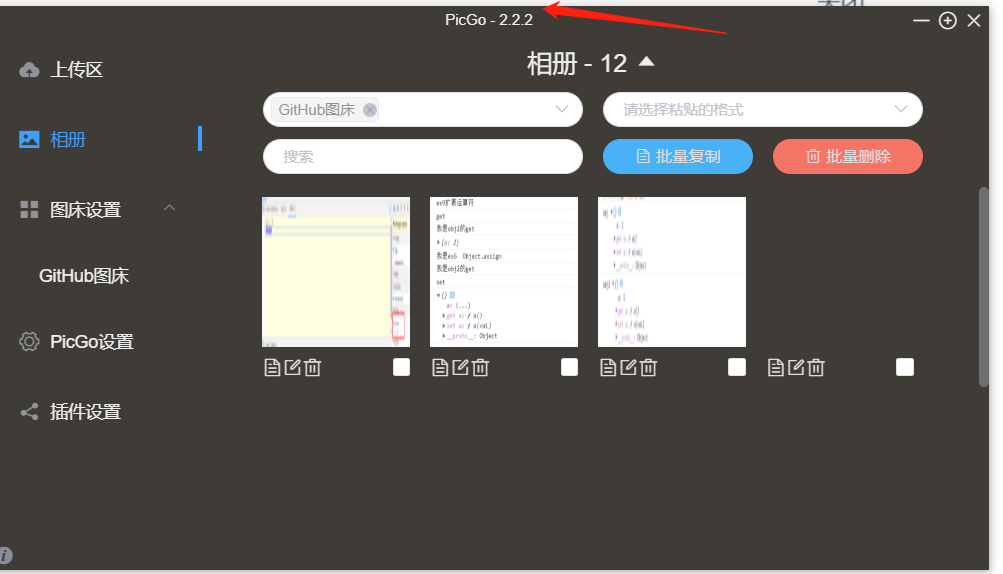 PicGo - 2.2.2
上传区
相册
图床设置
GitHub图床
PicGo设置
插件设置
相册 - 12
GitHub图床
请选择粘贴的格式
搜索
批量复制
批量删除
es9扩展运算符
get
我是obj2的get
▸{a: 2}
我是es6 Object.assign
我是obj2的get
set
▾{}
a: (...)
▸get a: ƒ a()
▸set a: ƒ a(val)
▸__proto__: Object